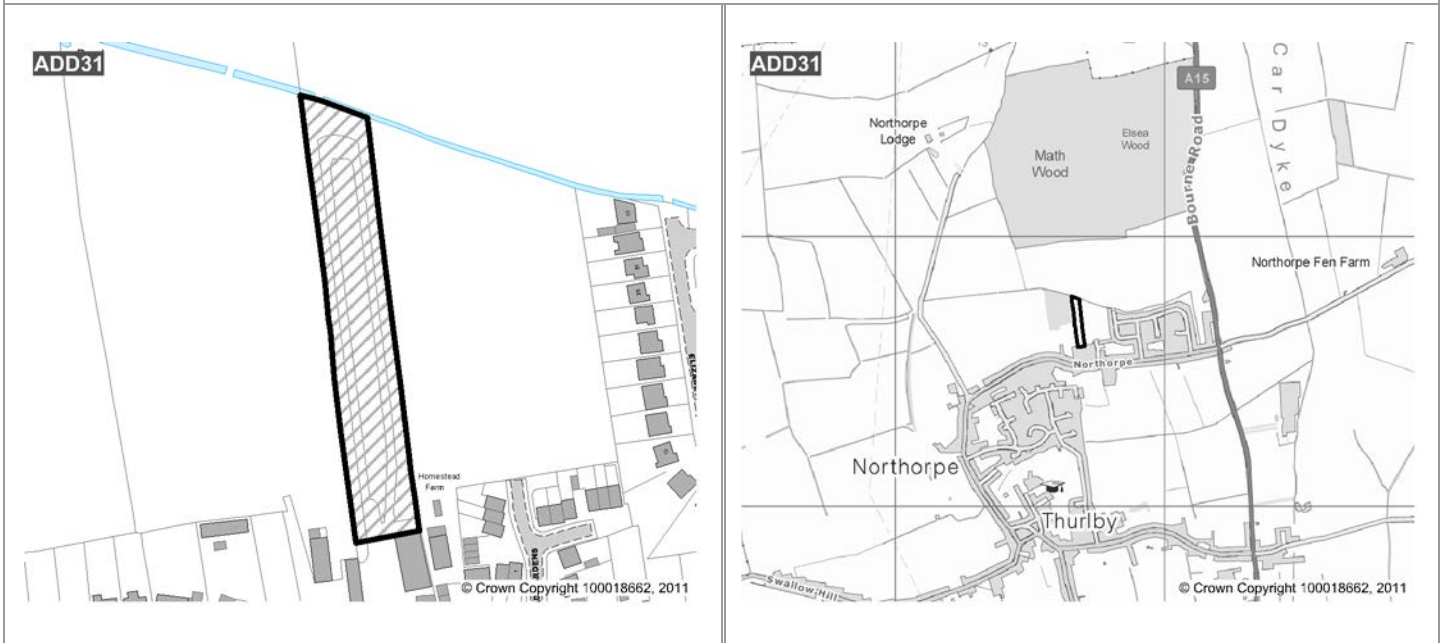 ADD31
Homestead
Farm
© Crown Copyright 100018662, 2011
ADD31
A15
Car Dyke
Northorpe
Lodge
Math
Wood
Elsea
Wood
Bourne Road
Northorpe Fen Farm
Northorpe
Northorpe
Thurlby
Swallow Hill
© Crown Copyright 100018662, 2011